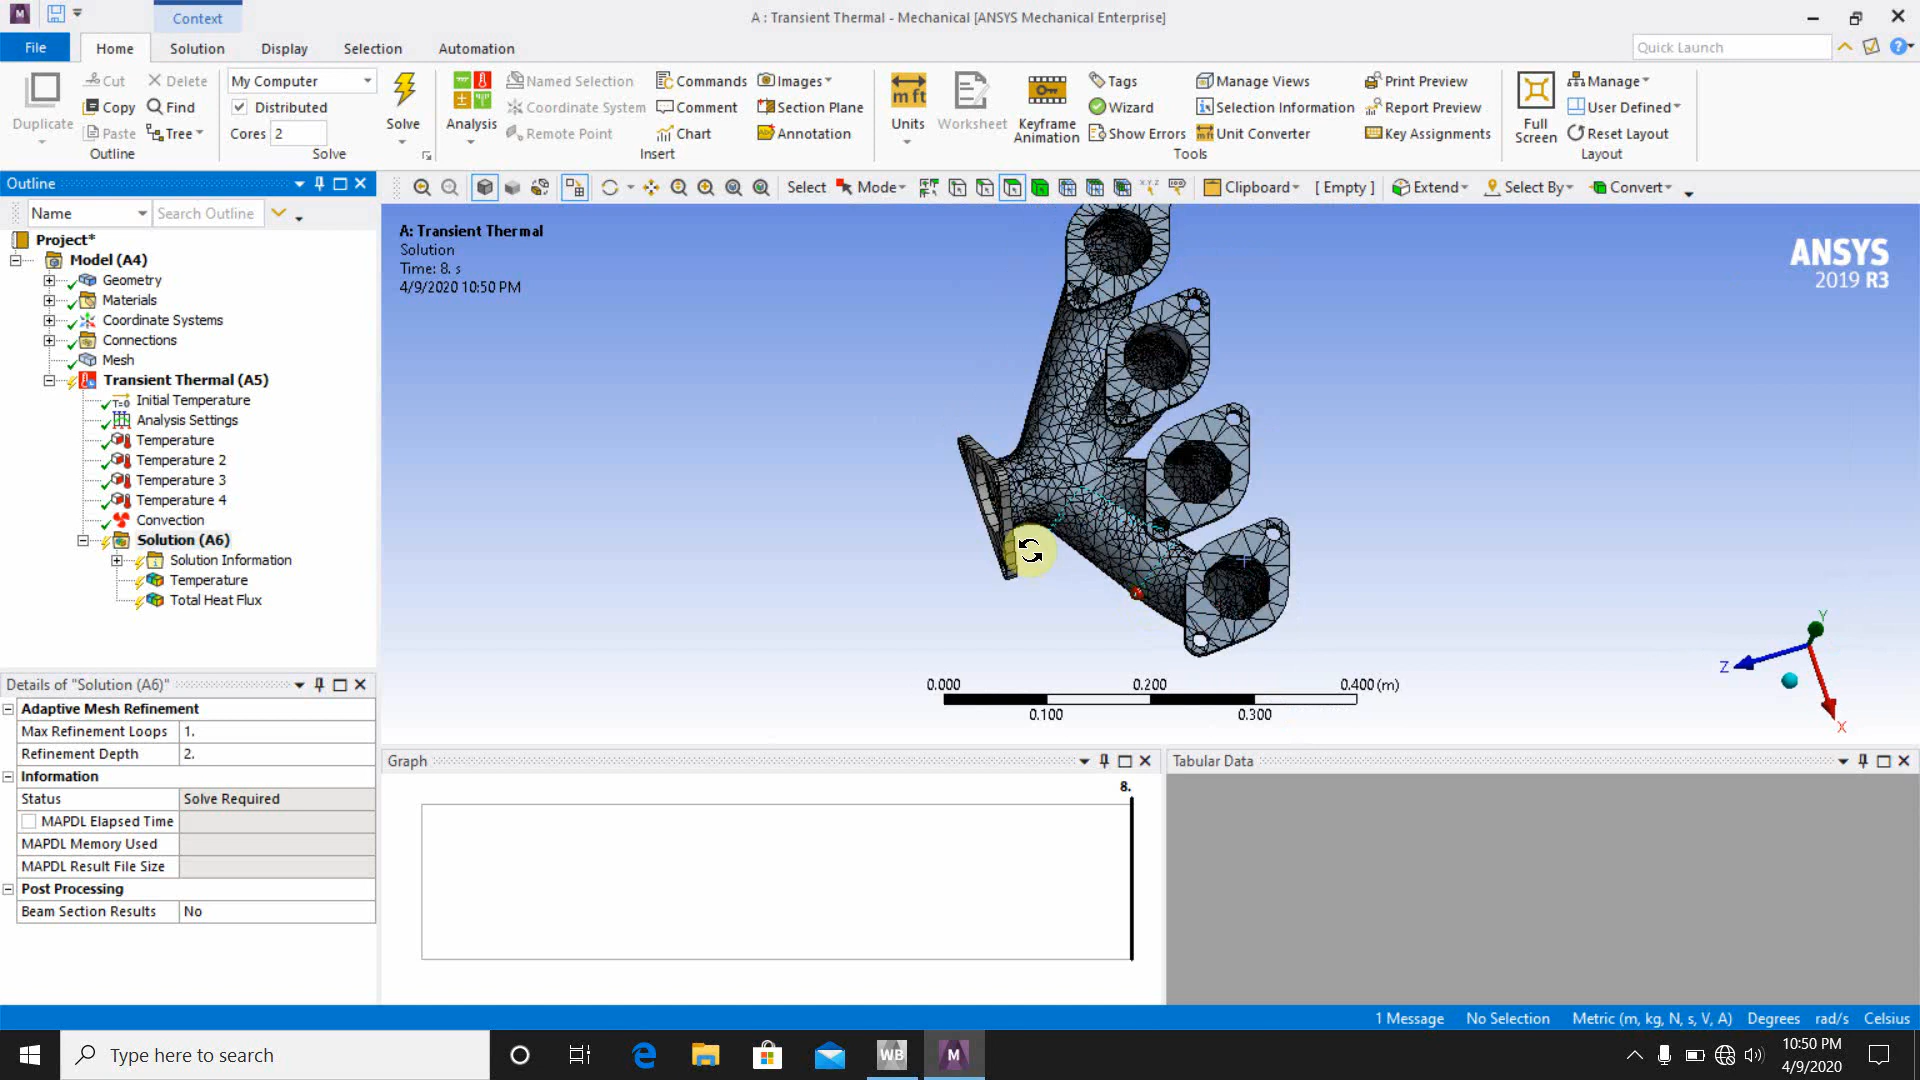 M
Context
A : Transient Thermal - Mechanical [ANSYS Mechanical Enterprise]
File
Home
Solution
Display
Selection
Automation
Quick Launch
Duplicate
Cut
Copy
Paste
Delete
Find
Tree
Outline
My Computer
Distributed
Cores 2
Solve
Solve
Analysis
Named Selection
Coordinate System
Remote Point
Commands
Comment
Chart
Images
Section Plane
Annotation
Insert
Units
Worksheet
Keyframe
Animation
Tags
Wizard
Show Errors
Manage Views
Selection Information
Unit Converter
Print Preview
Report Preview
Key Assignments
Tools
Full
Screen
Manage
User Defined
Reset Layout
Layout
Outline
Select
Mode
Clipboard
[ Empty ]
Extend
Select By
Convert
Name
Search Outline
Project*
Model (A4)
Geometry
Materials
Coordinate Systems
Connections
Mesh
Transient Thermal (A5)
Initial Temperature
Analysis Settings
Temperature
Temperature 2
Temperature 3
Temperature 4
Convection
Solution (A6)
Solution Information
Temperature
Total Heat Flux
A: Transient Thermal
Solution
Time: 8. s
4/9/2020 10:50 PM
ANSYS
2019 R3
Y
Z
X
0.000
0.200
0.400 (m)
0.100
0.300
Details of "Solution (A6)"
Adaptive Mesh Refinement
Max Refinement Loops 1.
Refinement Depth 2.
Information
Status Solve Required
MAPDL Elapsed Time
MAPDL Memory Used
MAPDL Result File Size
Post Processing
Beam Section Results No
Graph
8.
Tabular Data
1 Message
No Selection
Metric (m, kg, N, s, V, A)
Degrees
rad/s
Celsius
Type here to search
WB
M
10:50 PM
4/9/2020